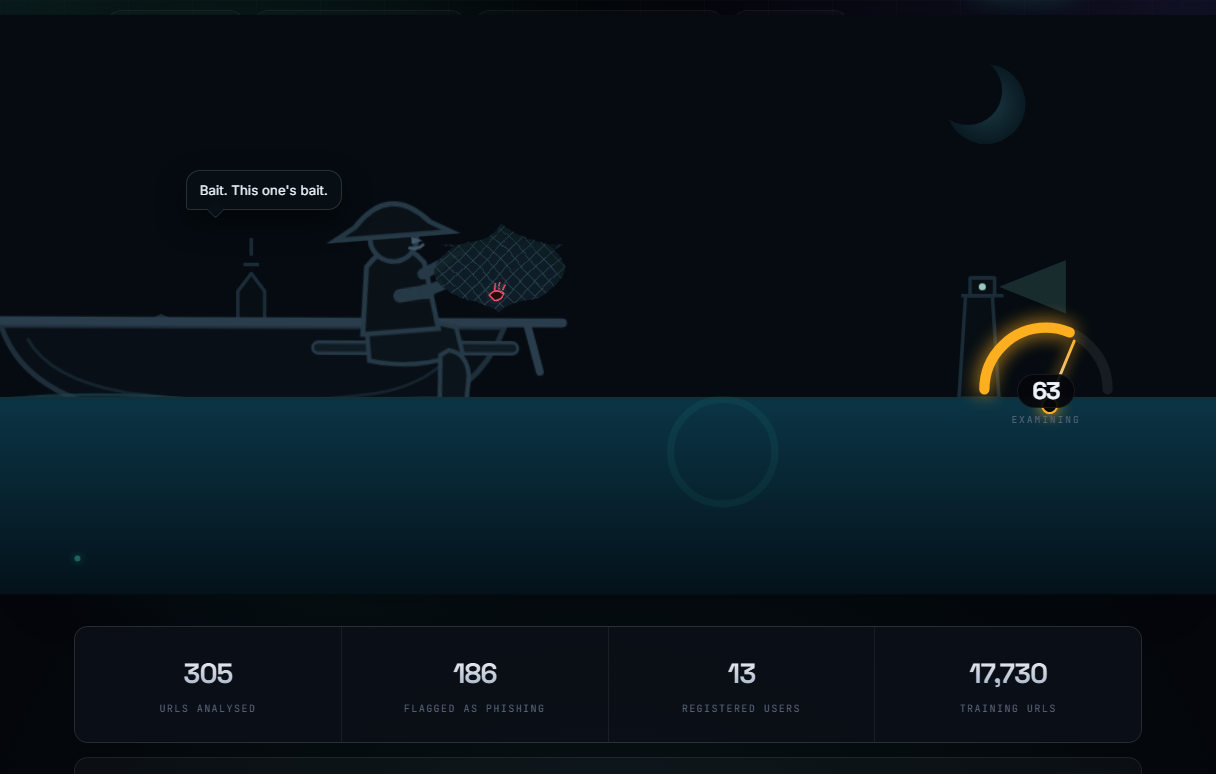 Bait. This one's bait.
63
EXAMINING
305
186
13
17,730
URLS ANALYSED
FLAGGED AS PHISHING
REGISTERED USERS
TRAINING URLS